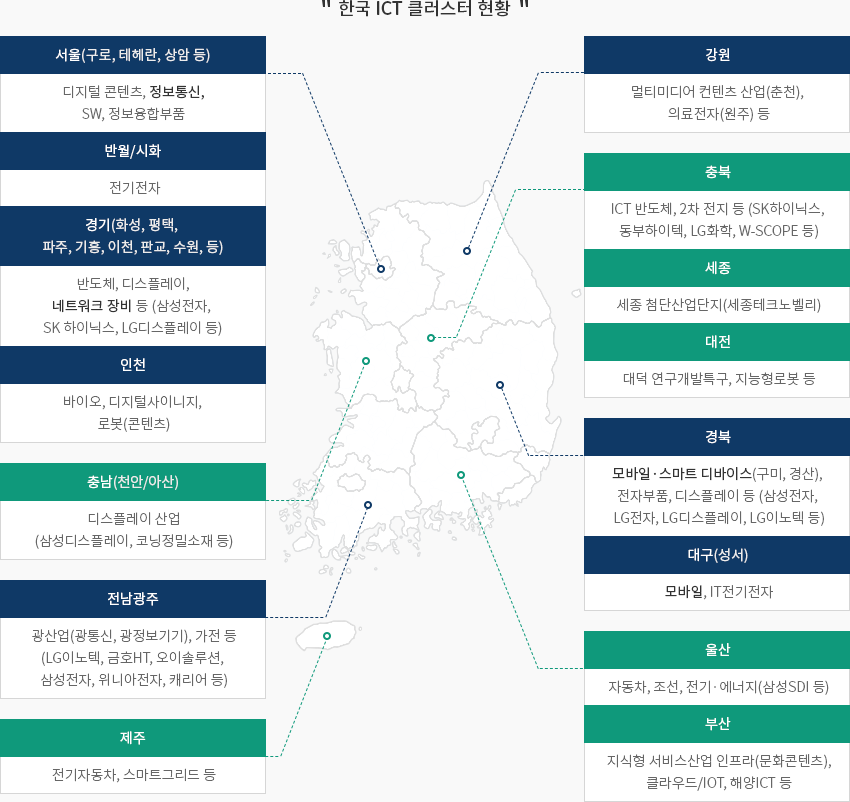 " 한국 ICT 클러스터 현황 "
서울(구로, 테헤란, 상암 등)
디지털 콘텐츠, 정보통신,
SW, 정보융합부품
반월/시화
전기전자
경기(화성, 평택,
파주, 기흥, 이천, 판교, 수원, 등)
반도체, 디스플레이,
네트워크 장비 등 (삼성전자,
SK 하이닉스, LG디스플레이 등)
인천
바이오, 디지털사이니지,
로봇(콘텐츠)
충남(천안/아산)
디스플레이 산업
(삼성디스플레이, 코닝정밀소재 등)
전남광주
광산업(광통신, 광정보기기), 가전 등
(LG이노텍, 금호HT, 오이솔루션,
삼성전자, 위니아전자, 캐리어 등)
제주
전기자동차, 스마트그리드 등
강원
멀티미디어 컨텐츠 산업(춘천),
의료전자(원주) 등
충북
ICT 반도체, 2차 전지 등 (SK하이닉스,
동부하이텍, LG화학, W-SCOPE 등)
세종
세종 첨단산업단지(세종테크노벨리)
대전
대덕 연구개발특구, 지능형로봇 등
경북
모바일·스마트 디바이스(구미, 경산),
전자부품, 디스플레이 등 (삼성전자,
LG전자, LG디스플레이, LG이노텍 등)
대구(성서)
모바일, IT전기전자
울산
자동차, 조선, 전기·에너지(삼성SDI 등)
부산
지식형 서비스산업 인프라(문화콘텐츠),
클라우드/IOT, 해양ICT 등